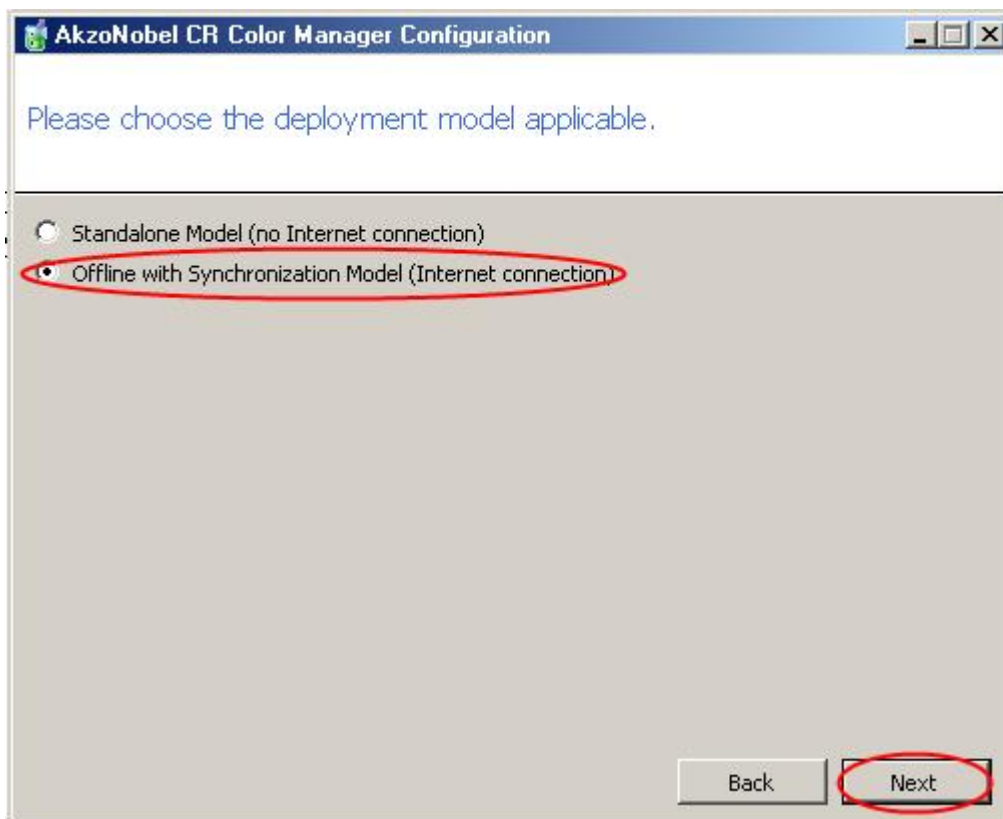 AkzoNobel CR Color Manager Configuration
Please choose the deployment model applicable.
Standalone Model (no Internet connection)
Offline with Synchronization Model (Internet connection)
Back
Next